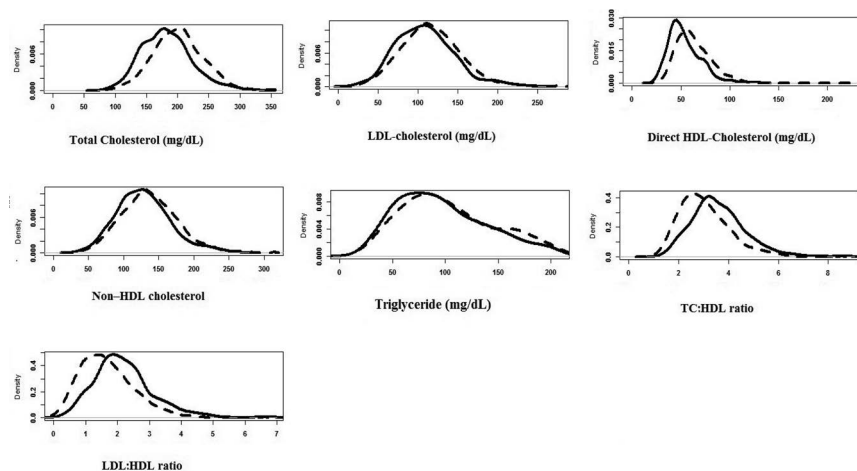 Density
0.000 0.006
0 50 100 150 200 250 300 350
Total Cholesterol (mg/dL)
Density
0.000 0.006
0 50 100 150 200 250
LDL-cholesterol (mg/dL)
Density
0.000 0.015 0.030
0 50 100 150 200
Direct HDL-Cholesterol (mg/dL)
0.000 0.006
0 50 100 150 200 250 300
Non–HDL cholesterol
Density
0.000 0.004 0.008
0 50 100 150 200
Triglyceride (mg/dL)
Density
0.0 0.2 0.4
0 2 4 6 8
TC:HDL ratio
Density
0.0 0.2 0.4
0 1 2 3 4 5 6 7
LDL:HDL ratio